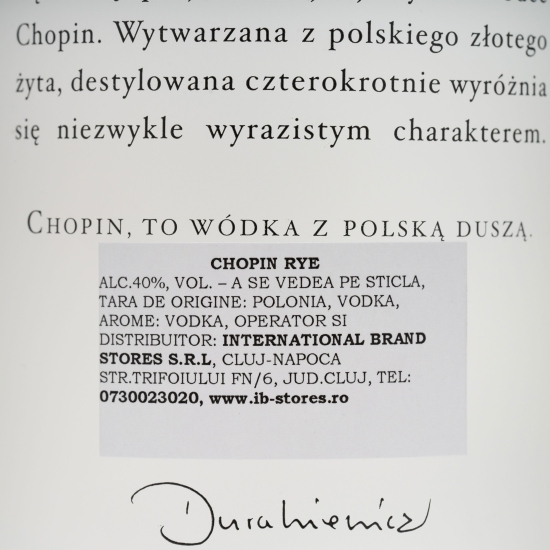 Chopin. Wytwarzana z polskiego złotego
żyta, destylowana czterokrotnie wyróżnia
się niezwykle wyrazistym charakterem.
CHOPIN, TO WÓDKA Z POLSKĄ DUSZĄ.
CHOPIN RYE
ALC.40%, VOL. – A SE VEDEA PE STICLA,
TARA DE ORIGINE: POLONIA, VODKA,
AROME: VODKA, OPERATOR SI
DISTRIBUITOR: INTERNATIONAL BRAND
STORES S.R.L, CLUJ-NAPOCA
STR.TRIFOIULUI FN/6, JUD.CLUJ, TEL:
0730023020, www.ib-stores.ro